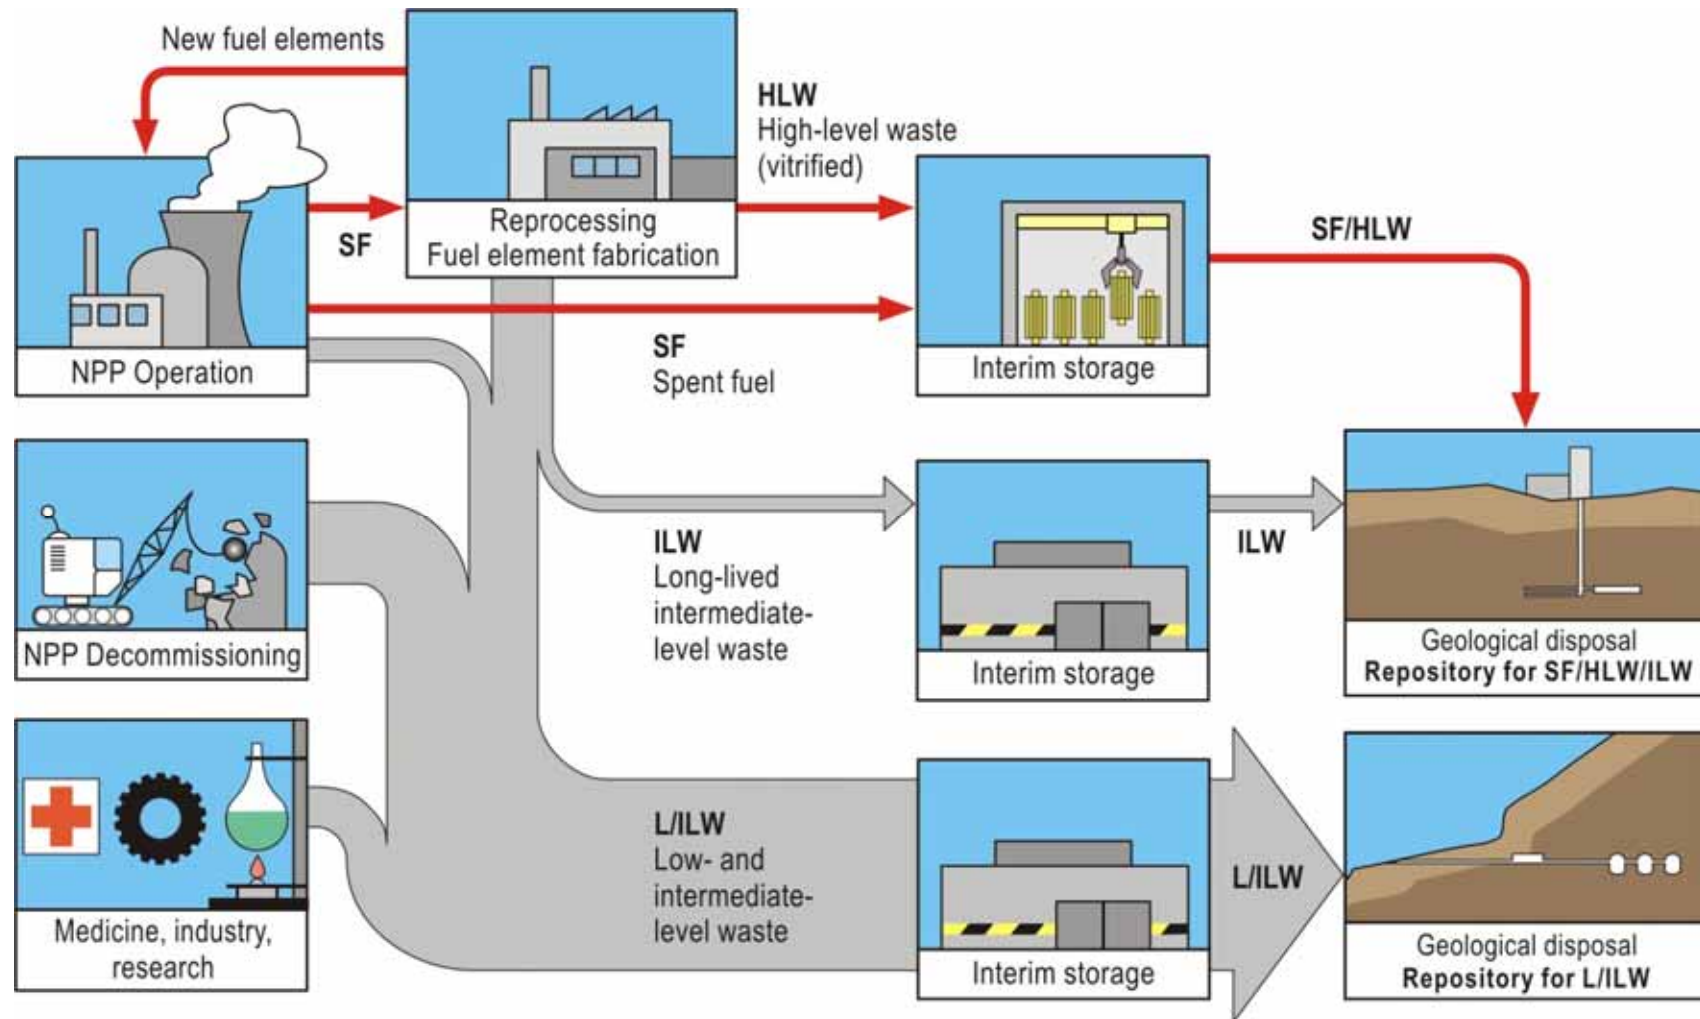 New fuel elements
HLW
High-level waste
(vitrified)
Reprocessing
Fuel element fabrication
SF
SF/HLW
NPP Operation
SF
Spent fuel
Interim storage
ILW
Long-lived
intermediate-
level waste
ILW
NPP Decommissioning
Interim storage
Geological disposal
Repository for SF/HLW/ILW
Medicine, industry,
research
L/ILW
Low- and
intermediate-
level waste
Interim storage
L/ILW
Geological disposal
Repository for L/ILW